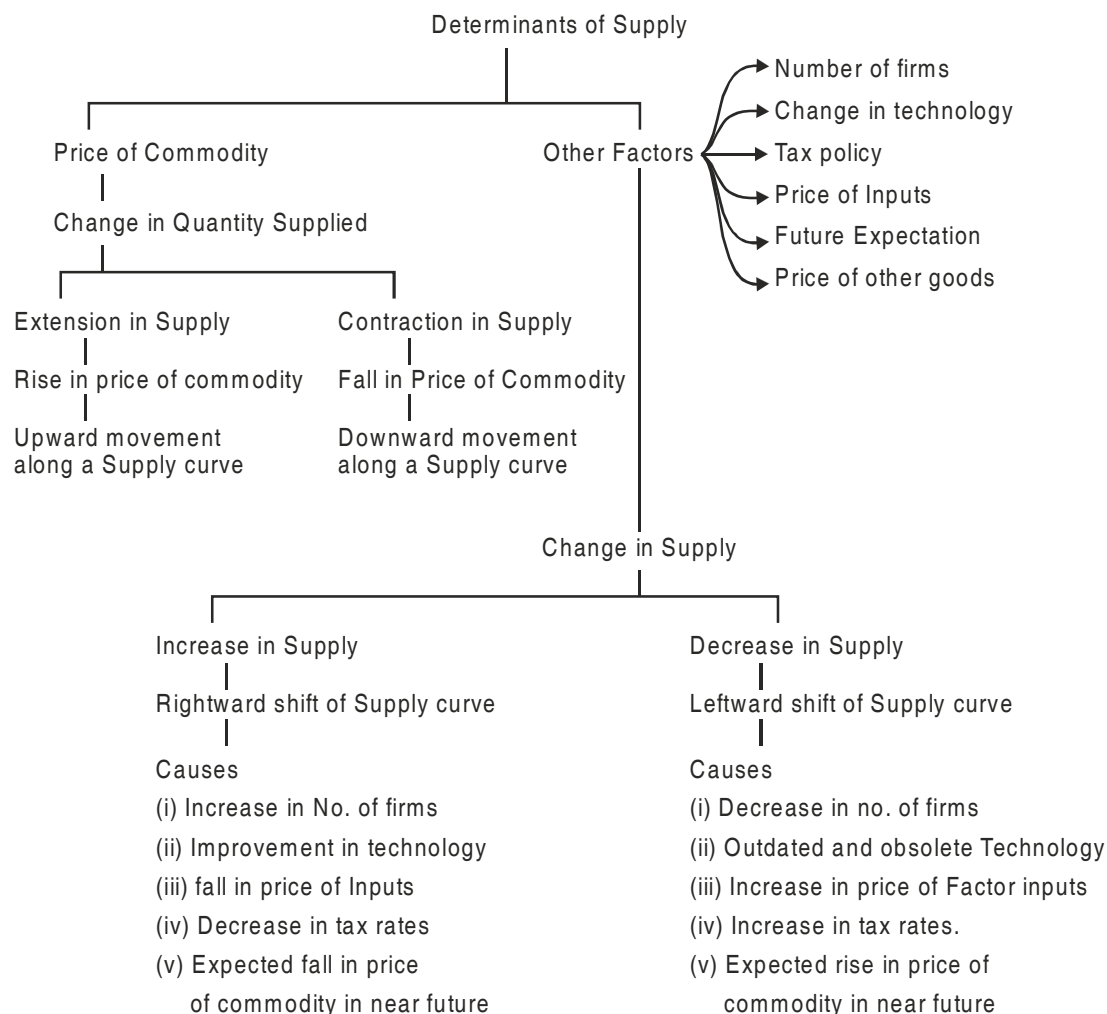 Determinants of Supply
Number of firms
Change in technology
Price of Commodity
Other Factors
Tax policy
Price of Inputs
Change in Quantity Supplied
Future Expectation
Price of other goods
Extension in Supply
Contraction in Supply
Rise in price of commodity
Fall in Price of Commodity
Upward movement
along a Supply curve
Downward movement
along a Supply curve
Change in Supply
Increase in Supply
Decrease in Supply
Rightward shift of Supply curve
Leftward shift of Supply curve
Causes
(i) Increase in No. of firms
(ii) Improvement in technology
(iii) fall in price of Inputs
(iv) Decrease in tax rates
(v) Expected fall in price
of commodity in near future
Causes
(i) Decrease in no. of firms
(ii) Outdated and obsolete Technology
(iii) Increase in price of Factor inputs
(iv) Increase in tax rates.
(v) Expected rise in price of
commodity in near future